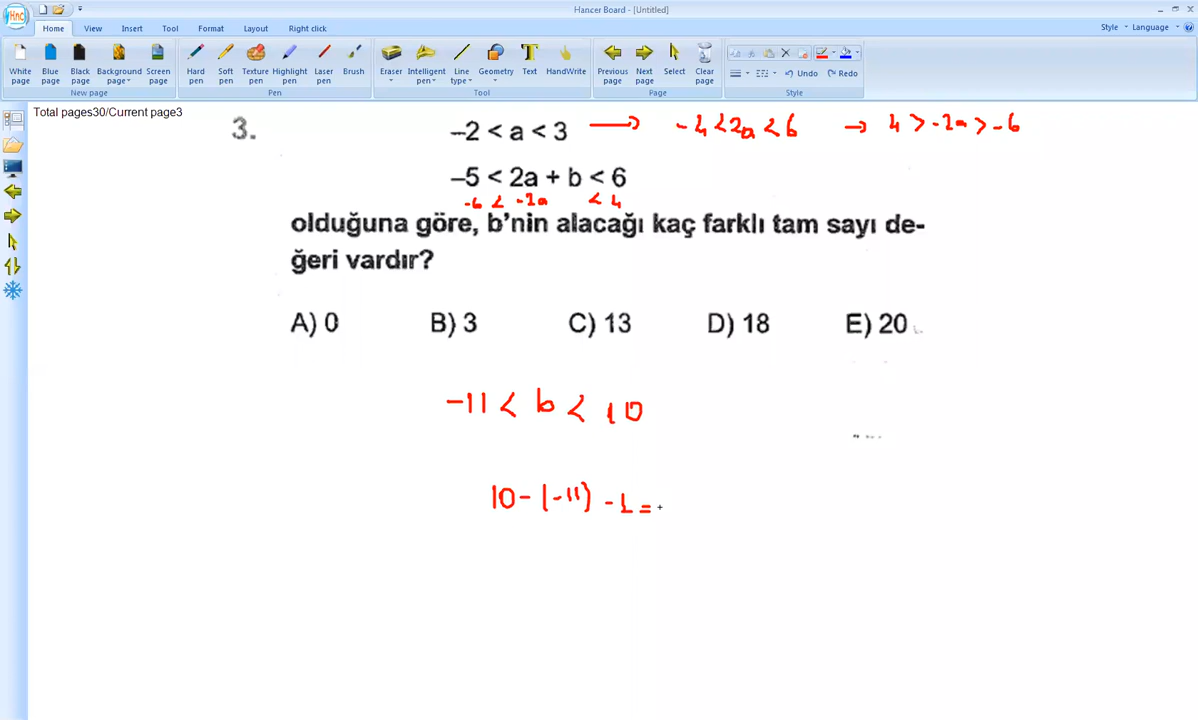 Hancer Board - [Untitled]
Home View Insert Tool Format Layout Right click Style Language
White page Blue page Black page Background page Screen page Hard pen Soft pen Texture pen Highlight pen Laser pen Brush Eraser Intelligent pen Line type Geometry Text HandWrite Previous page Next page Select Clear page Undo Redo
New page Pen Tool Page Style
Total pages30/Current page3
3. –2 < a < 3 → -4 < 2a < 6 → 4 > -2a > -6
–5 < 2a + b < 6
-6 < -2a < 4
olduğuna göre, b'nin alacağı kaç farklı tam sayı de-
ğeri vardır?
A) 0 B) 3 C) 13 D) 18 E) 20
-11 < b < 10
10 - (-11) - 1 =